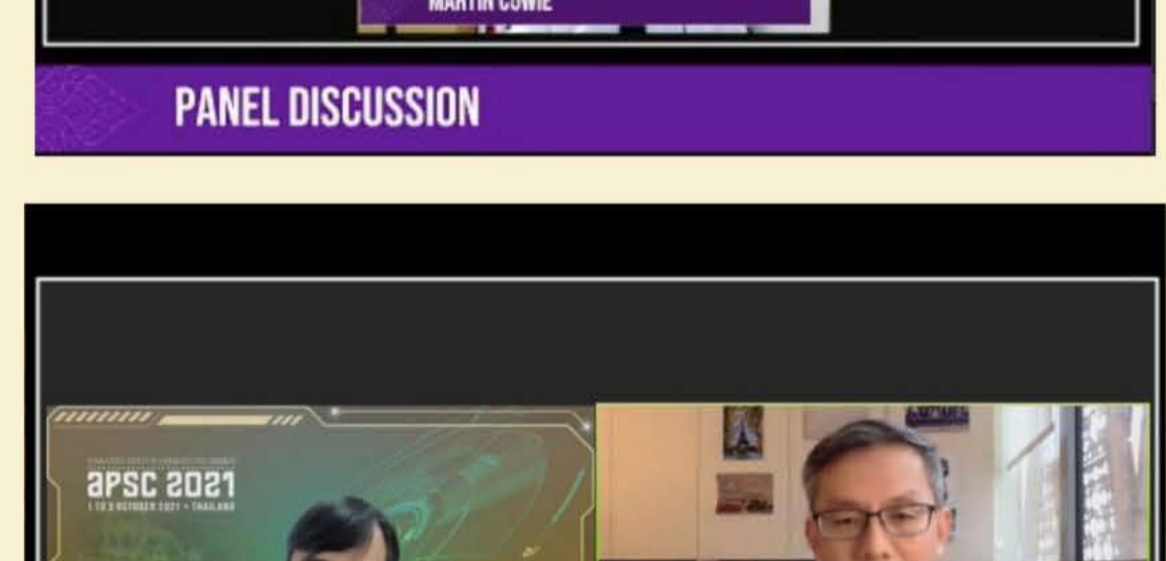 MARTIN COWIE
PANEL DISCUSSION
APSC 2021
1 TO 3 OCTOBER 2021 • THAILAND